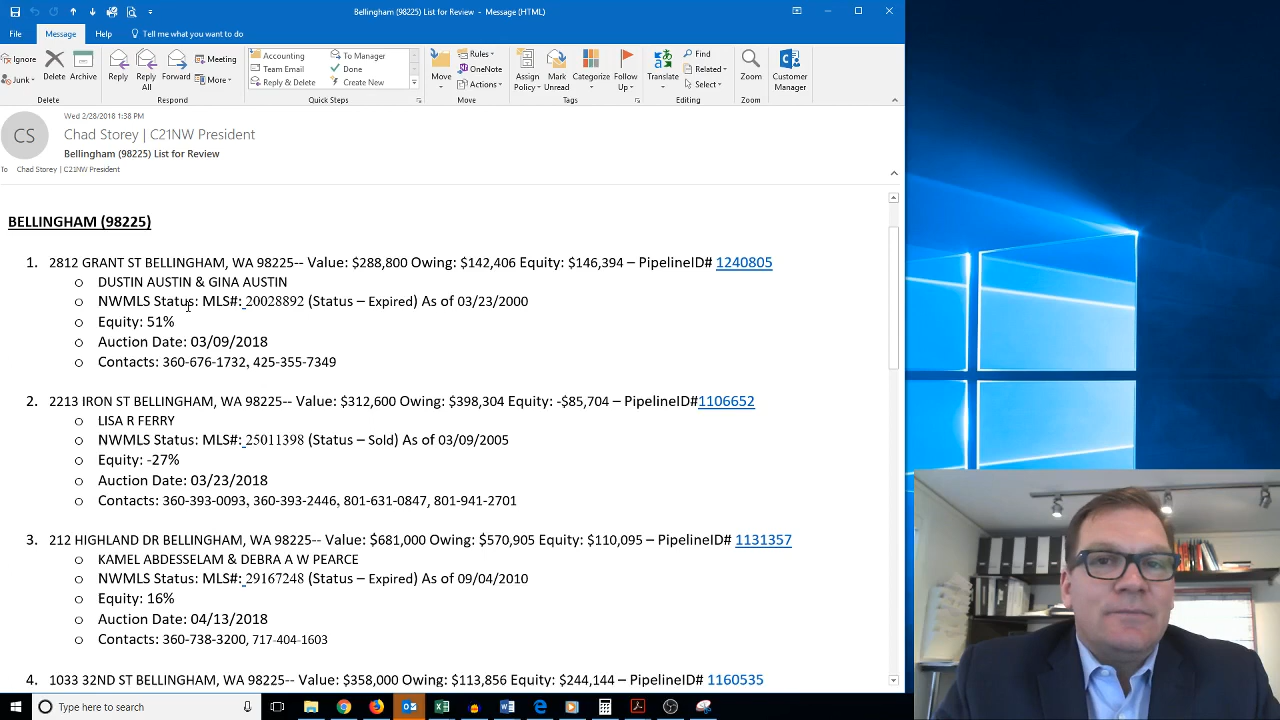 Bellingham (98225) List for Review - Message (HTML)
File Message Help Tell me what you want to do
Ignore
Junk
Delete
Archive
Reply
Reply All
Forward
Meeting
More
Accounting
Team Email
Reply & Delete
To Manager
Done
Create New
Move
Rules
OneNote
Actions
Assign Policy
Mark Unread
Categorize
Follow Up
Translate
Find
Related
Select
Zoom
Customer Manager
Delete Respond Quick Steps Move Tags Editing Zoom
Wed 2/28/2018 1:38 PM
CS
Chad Storey | C21NW President
Bellingham (98225) List for Review
To Chad Storey | C21NW President
BELLINGHAM (98225)
1. 2812 GRANT ST BELLINGHAM, WA 98225-- Value: $288,800 Owing: $142,406 Equity: $146,394 – PipelineID# 1240805
o DUSTIN AUSTIN & GINA AUSTIN
o NWMLS Status: MLS#: 20028892 (Status – Expired) As of 03/23/2000
o Equity: 51%
o Auction Date: 03/09/2018
o Contacts: 360-676-1732, 425-355-7349
2. 2213 IRON ST BELLINGHAM, WA 98225-- Value: $312,600 Owing: $398,304 Equity: -$85,704 – PipelineID#1106652
o LISA R FERRY
o NWMLS Status: MLS#: 25011398 (Status – Sold) As of 03/09/2005
o Equity: -27%
o Auction Date: 03/23/2018
o Contacts: 360-393-0093, 360-393-2446, 801-631-0847, 801-941-2701
3. 212 HIGHLAND DR BELLINGHAM, WA 98225-- Value: $681,000 Owing: $570,905 Equity: $110,095 – PipelineID# 1131357
o KAMEL ABDESSELAM & DEBRA A W PEARCE
o NWMLS Status: MLS#: 29167248 (Status – Expired) As of 09/04/2010
o Equity: 16%
o Auction Date: 04/13/2018
o Contacts: 360-738-3200, 717-404-1603
4. 1033 32ND ST BELLINGHAM, WA 98225-- Value: $358,000 Owing: $113,856 Equity: $244,144 – PipelineID# 1160535
Type here to search